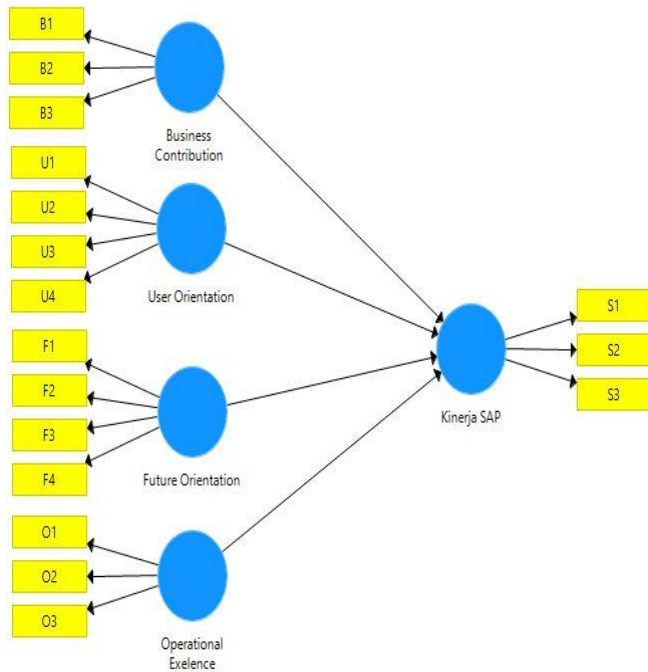 B1
B2
B3
Business
Contribution
U1
U2
U3
U4
User Orientation
F1
F2
F3
F4
Future Orientation
O1
O2
O3
Operational
Exelence
Kinerja SAP
S1
S2
S3